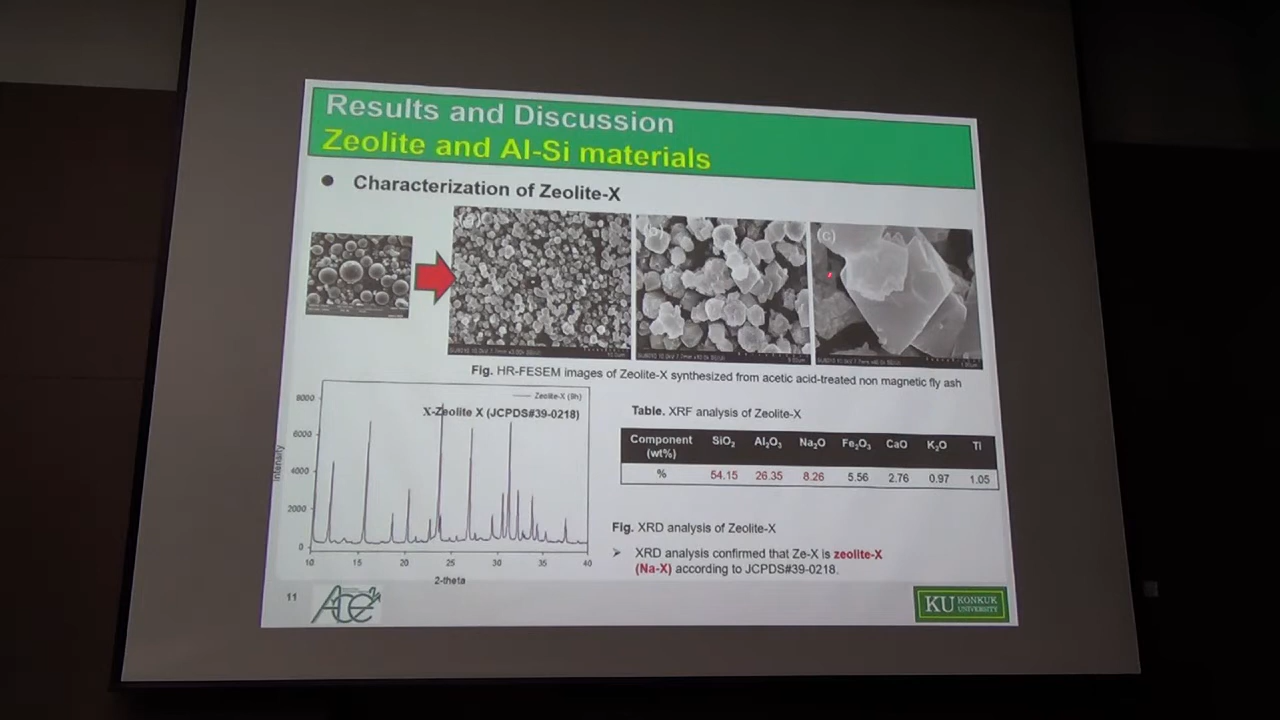 Results and Discussion
Zeolite and Al-Si materials
● Characterization of Zeolite-X
(b)
(c)
Fig. HR-FESEM images of Zeolite-X synthesized from acetic acid-treated non magnetic fly ash
Zeolite-X (8h)
X-Zeolite X (JCPDS#39-0218)
8000
6000
4000
2000
0
Intensity
10 15 20 25 30 35 40
2-theta
Table. XRF analysis of Zeolite-X
Component (wt%) SiO₂ Al₂O₃ Na₂O Fe₂O₃ CaO K₂O Ti
% 54.15 26.35 8.26 5.56 2.76 0.97 1.05
Fig. XRD analysis of Zeolite-X
➢ XRD analysis confirmed that Ze-X is zeolite-X
(Na-X) according to JCPDS#39-0218.
11
KU KONKUK
UNIVERSITY